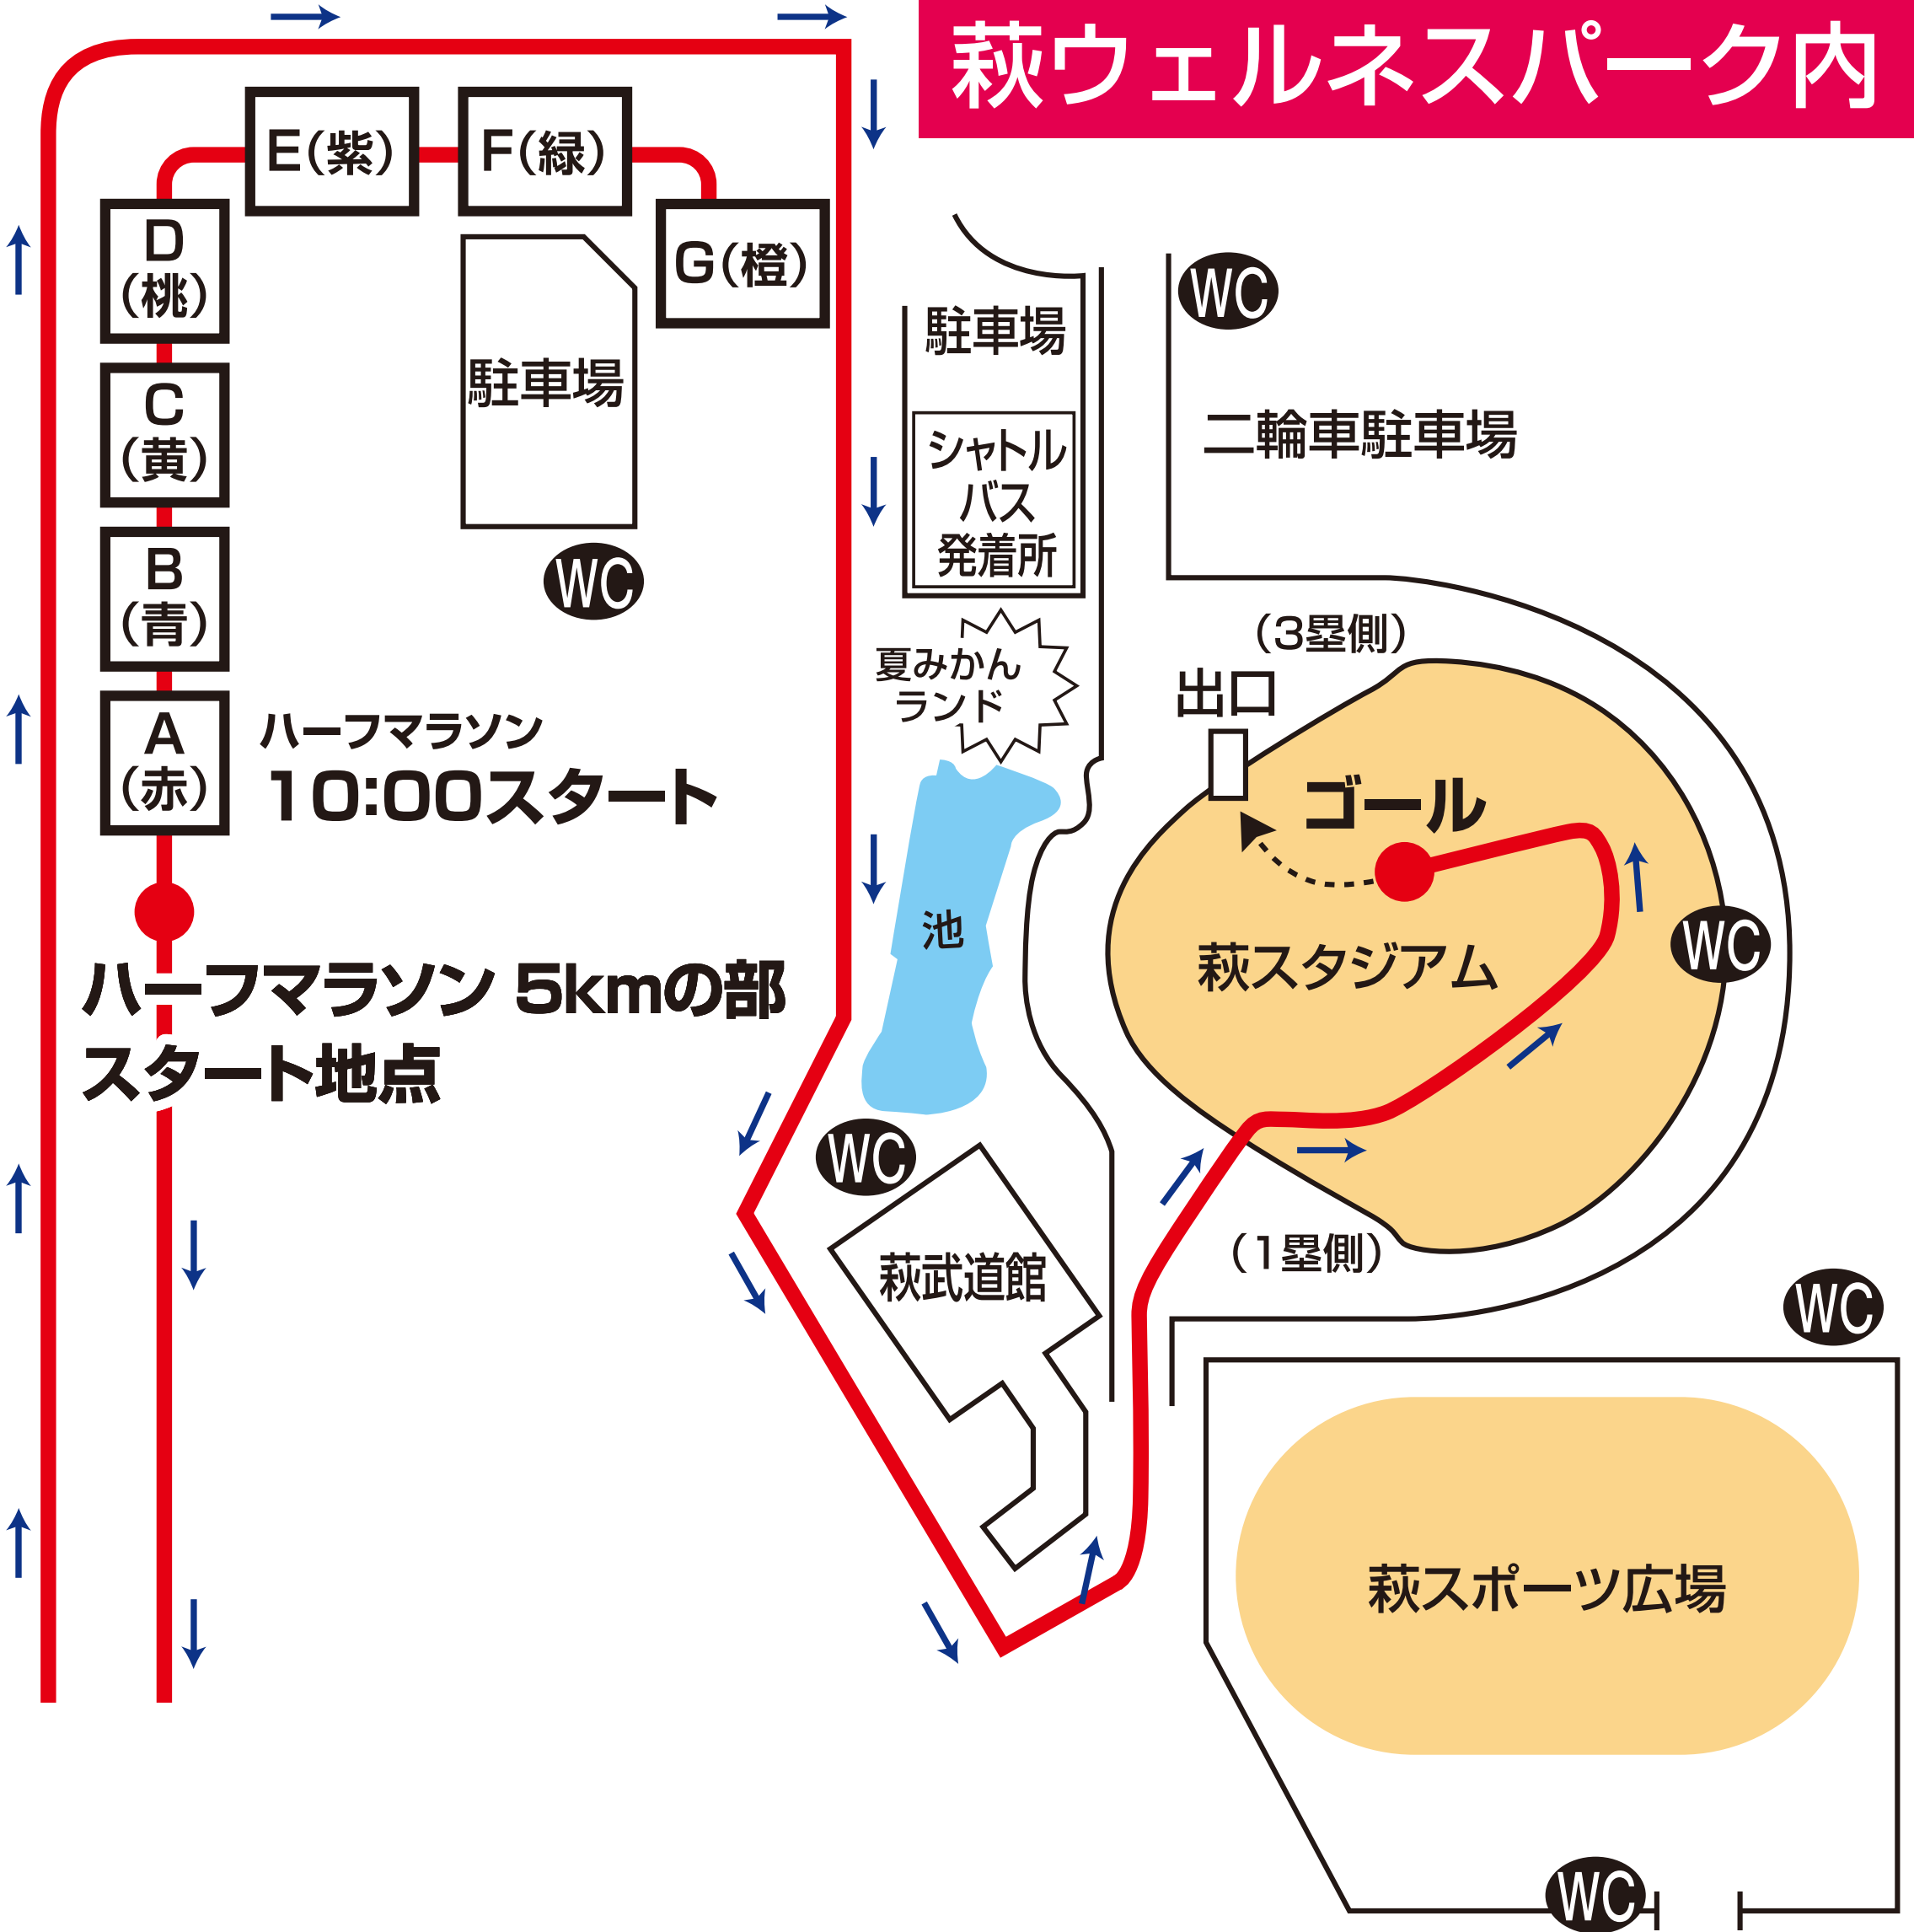 萩ウェルネスパーク内
E(紫)
F(緑)
G(橙)
D
(桃)
C
(黄)
B
(青)
A
(赤)
駐車場
WC
ハーフマラソン
10:00スタート
ハーフマラソン 5kmの部
スタート地点
駐車場
シャトル
バス
発着所
夏みかん
ランド
池
WC
萩武道館
WC
二輪車駐車場
(3塁側)
出口
ゴール
萩スタジアム
WC
(1塁側)
WC
萩スポーツ広場
WC